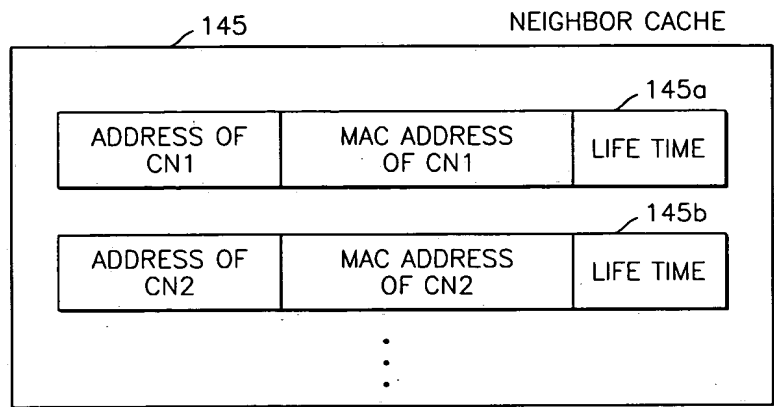 145
NEIGHBOR CACHE
145a
ADDRESS OF
CN1
MAC ADDRESS
OF CN1
LIFE TIME
145b
ADDRESS OF
CN2
MAC ADDRESS
OF CN2
LIFE TIME